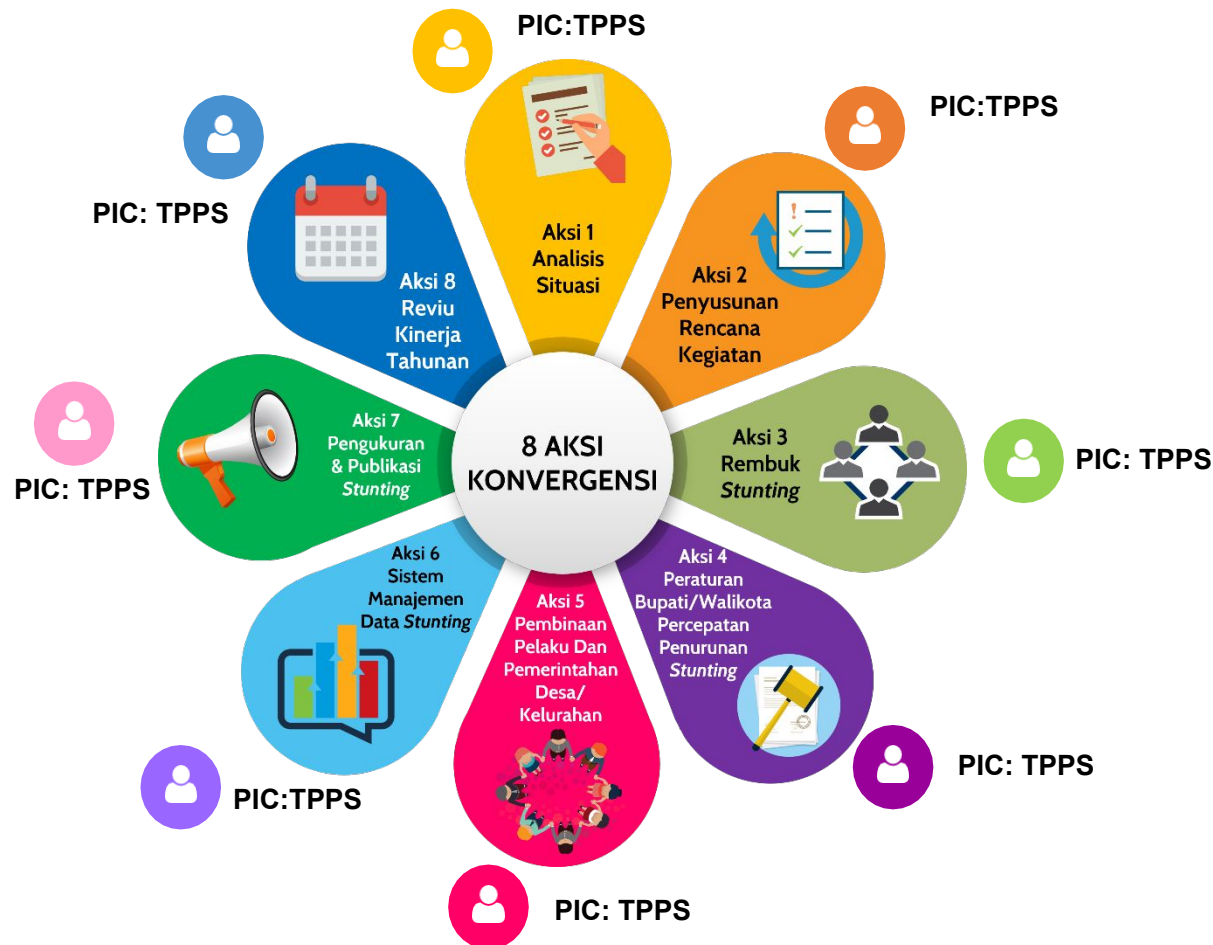 PIC:TPPS
Aksi 1
Analisis
Situasi
PIC:TPPS
Aksi 2
Penyusunan
Rencana
Kegiatan
PIC: TPPS
Aksi 3
Rembuk
Stunting
PIC: TPPS
Aksi 4
Peraturan
Bupati/Walikota
Percepatan
Penurunan
Stunting
PIC: TPPS
Aksi 5
Pembinaan
Pelaku Dan
Pemerintahan
Desa/
Kelurahan
PIC:TPPS
Aksi 6
Sistem
Manajemen
Data Stunting
PIC: TPPS
Aksi 7
Pengukuran
& Publikasi
Stunting
PIC: TPPS
Aksi 8
Reviu
Kinerja
Tahunan
8 AKSI
KONVERGENSI